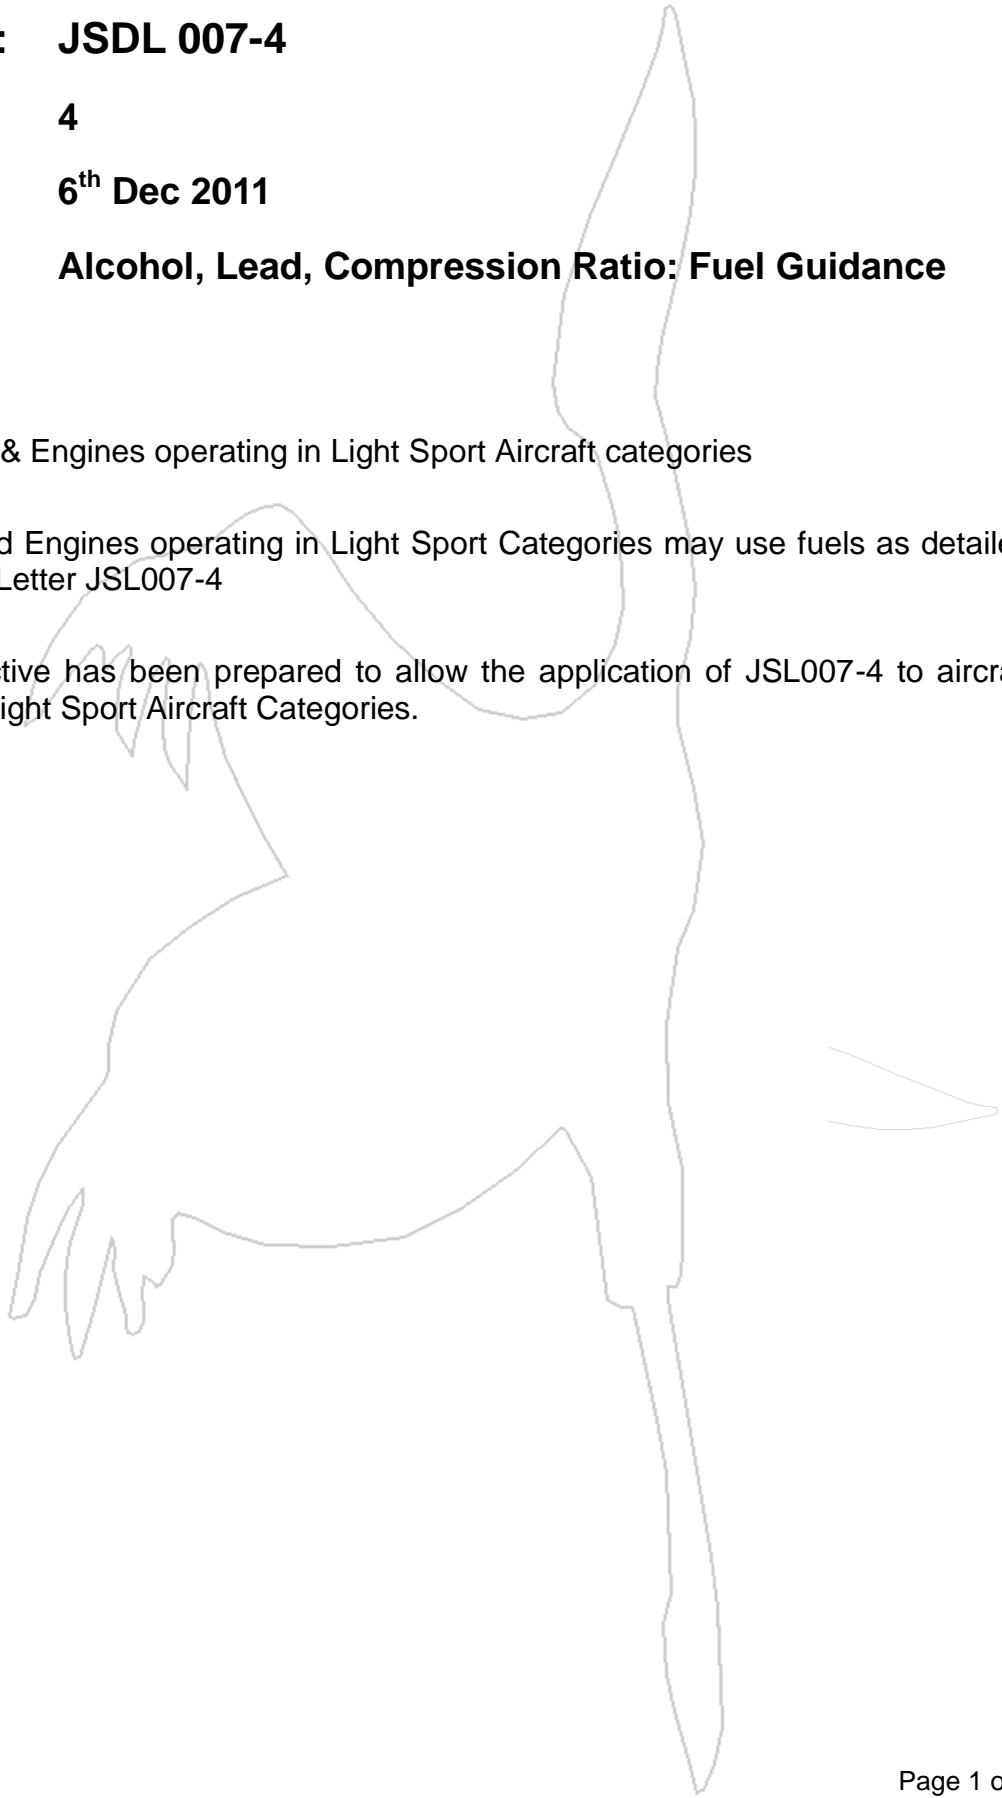 : JSDL 007-4
4
6th Dec 2011
Alcohol, Lead, Compression Ratio: Fuel Guidance
& Engines operating in Light Sport Aircraft categories
d Engines operating in Light Sport Categories may use fuels as detaile
Letter JSL007-4
ctive has been prepared to allow the application of JSL007-4 to aircra
ight Sport Aircraft Categories.
Page 1 o